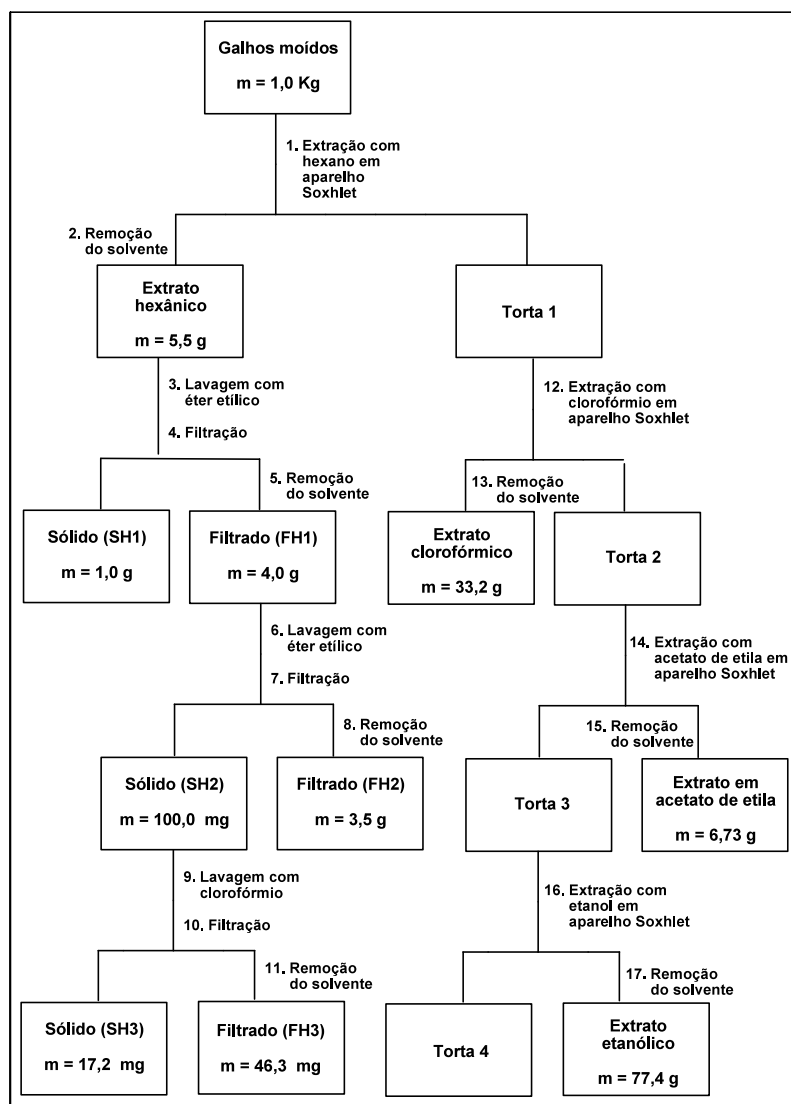 Galhos moídos
m = 1,0 Kg
1. Extração com
hexano em
aparelho
Soxhlet
2. Remoção
do solvente
Extrato
hexânico
m = 5,5 g
Torta 1
3. Lavagem com
éter etílico
4. Filtração
12. Extração com
clorofórmio em
aparelho Soxhlet
5. Remoção
do solvente
13. Remoção
do solvente
Sólido (SH1)
m = 1,0 g
Filtrado (FH1)
m = 4,0 g
Extrato
clorofórmico
m = 33,2 g
Torta 2
6. Lavagem com
éter etílico
7. Filtração
14. Extração com
acetato de etila em
aparelho Soxhlet
8. Remoção
do solvente
15. Remoção
do solvente
Sólido (SH2)
m = 100,0 mg
Filtrado (FH2)
m = 3,5 g
Torta 3
Extrato em
acetato de etila
m = 6,73 g
9. Lavagem com
clorofórmio
10. Filtração
16. Extração com
etanol em
aparelho Soxhlet
11. Remoção
do solvente
17. Remoção
do solvente
Sólido (SH3)
m = 17,2 mg
Filtrado (FH3)
m = 46,3 mg
Torta 4
Extrato
etanólico
m = 77,4 g